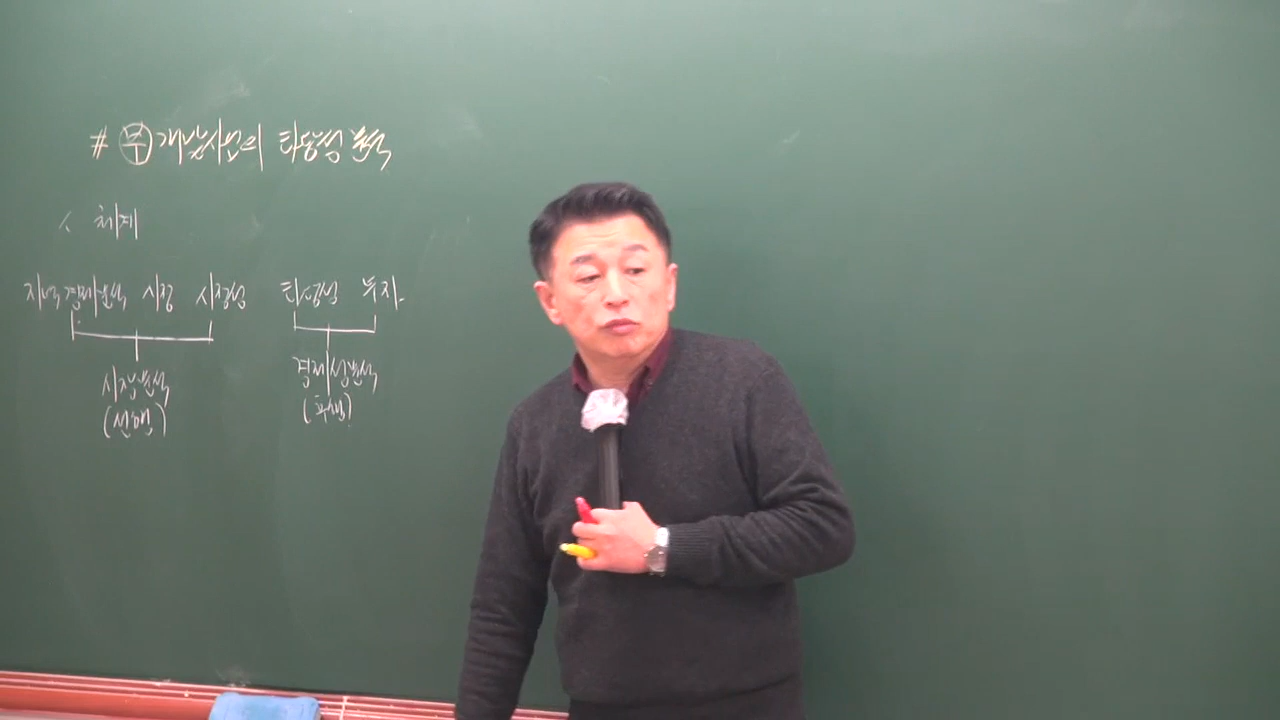 # 부 개발사업의 타당성 분석
< 체제
지역경제분석 시장 시장성 타당성 투자
시장분석 경제성분석
(선행) (후행)